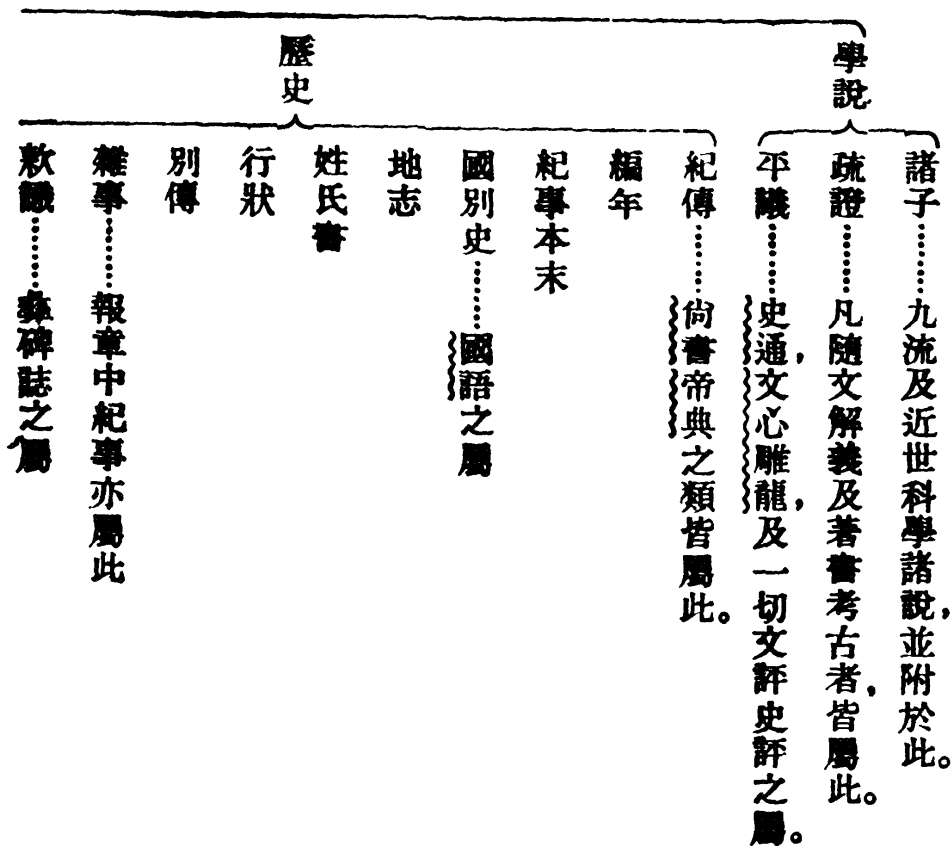 學說
諸子………九流及近世科學諸說，並附於此。
疏證………凡隨文解義及著書考古者，皆屬此。
平議………史通，文心雕龍，及一切文評史評之屬。
歷史
紀傳………尙書帝典之類皆屬此。
編年
紀事本末
國別史………國語之屬
地志
姓氏書
行狀
別傳
雜事………報章中紀事亦屬此
款識………彝碑誌之屬